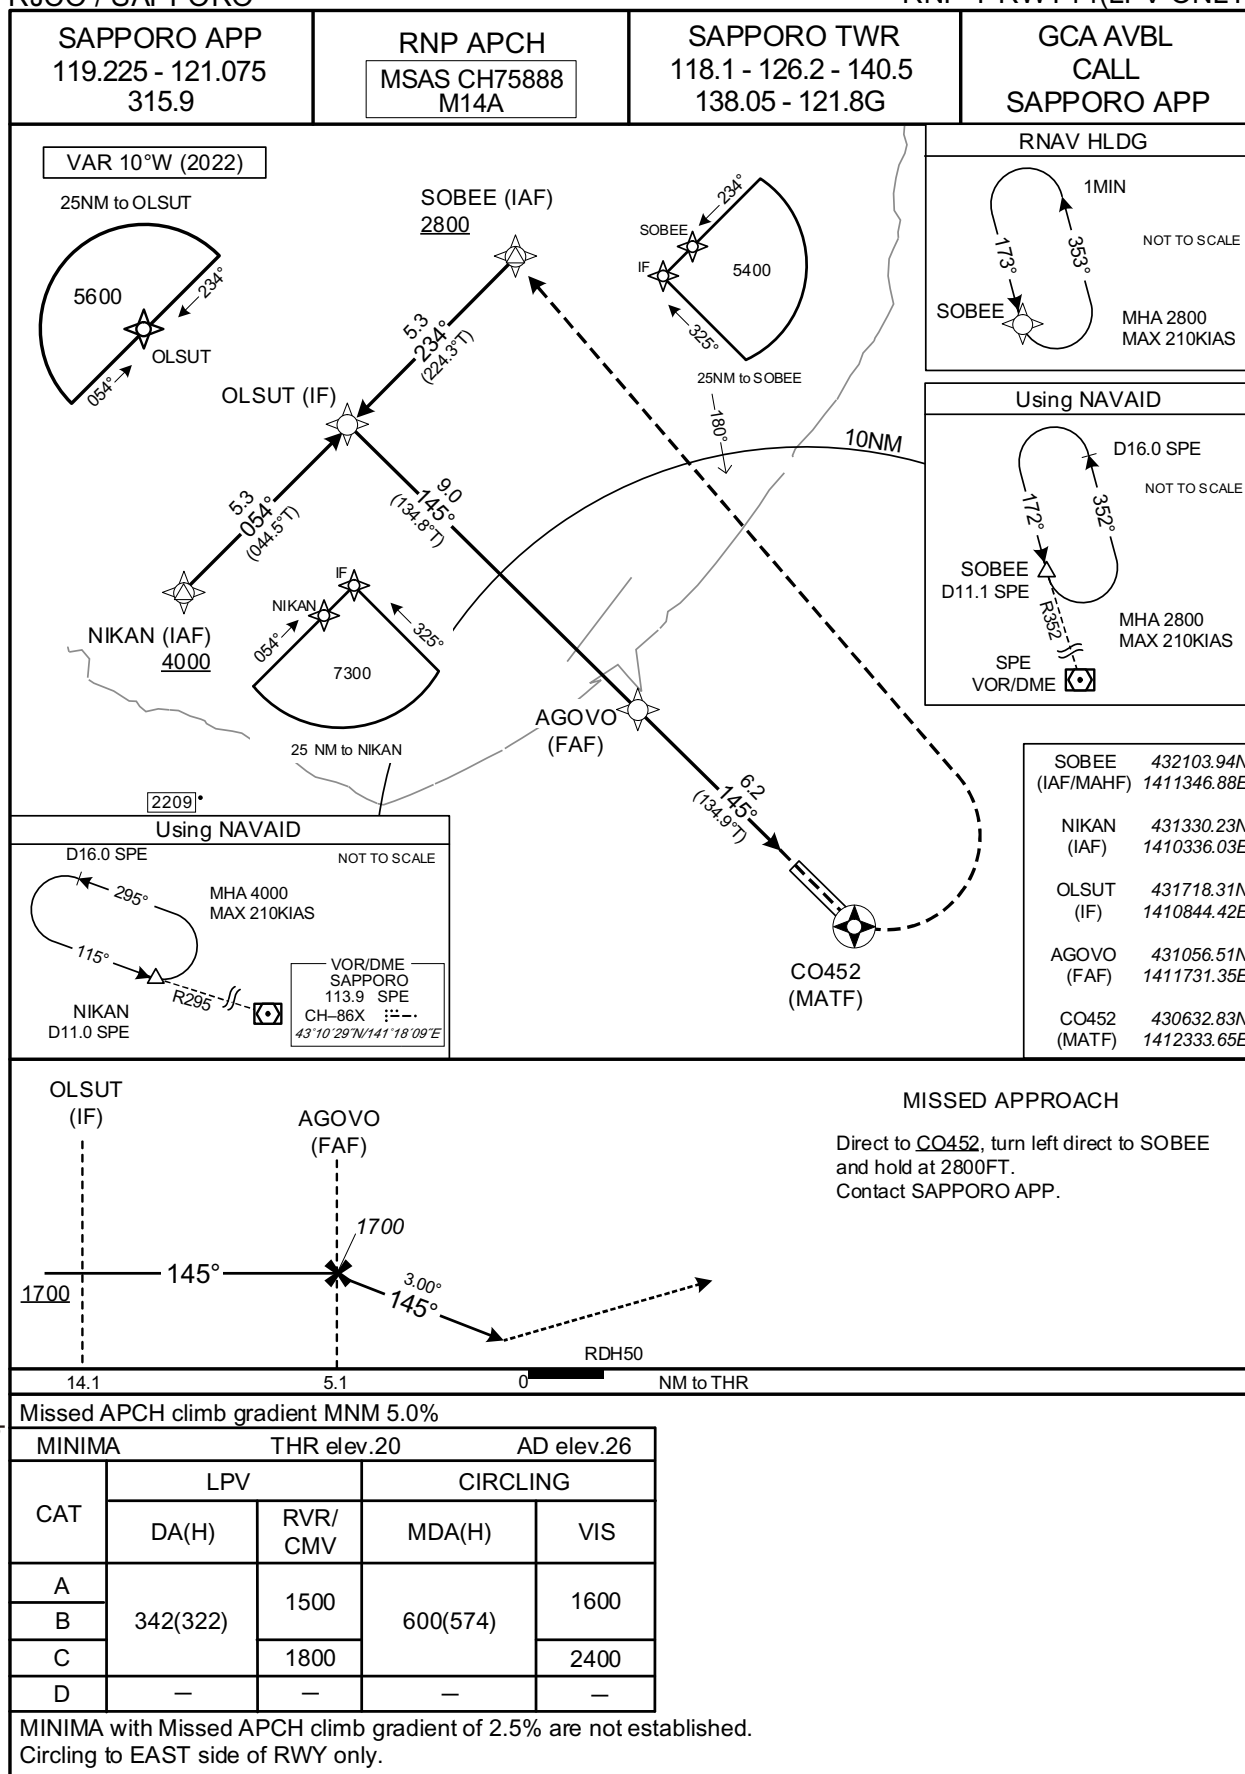 SAPPORO APP
119.225 - 121.075
315.9
RNP APCH
MSAS CH75888
M14A
SAPPORO TWR
118.1 - 126.2 - 140.5
138.05 - 121.8G
GCA AVBL
CALL
SAPPORO APP
VAR 10°W (2022)
25NM to OLSUT
5600
234°
OLSUT
054°
SOBEE (IAF)
2800
5.3
234°
(224.3°T)
OLSUT (IF)
5.3
054°
(044.5°T)
NIKAN (IAF)
4000
9.0
145°
(134.8°T)
SOBEE
234°
IF
5400
325°
25NM to SOBEE
180°
10NM
IF
NIKAN
054°
325°
7300
25 NM to NIKAN
AGOVO
(FAF)
6.2
145°
(134.9°T)
CO452
(MATF)
2209
RNAV HLDG
1MIN
NOT TO SCALE
173°
353°
SOBEE
MHA 2800
MAX 210KIAS
Using NAVAID
D16.0 SPE
NOT TO SCALE
172°
352°
SOBEE
D11.1 SPE
R352
MHA 2800
MAX 210KIAS
SPE
VOR/DME
SOBEE 432103.94N
(IAF/MAHF) 1411346.88E
NIKAN 431330.23N
(IAF) 1410336.03E
OLSUT 431718.31N
(IF) 1410844.42E
AGOVO 431056.51N
(FAF) 1411731.35E
CO452 430632.83N
(MATF) 1412333.65E
Using NAVAID
D16.0 SPE
NOT TO SCALE
295°
MHA 4000
MAX 210KIAS
115°
R295
NIKAN
D11.0 SPE
VOR/DME
SAPPORO
113.9 SPE
CH–86X
43°10'29"N/141°18'09"E
OLSUT
(IF)
AGOVO
(FAF)
1700
145°
1700
3.00°
145°
RDH50
14.1 5.1 0 NM to THR
MISSED APPROACH
Direct to CO452, turn left direct to SOBEE
and hold at 2800FT.
Contact SAPPORO APP.
Missed APCH climb gradient MNM 5.0%
MINIMA THR elev.20 AD elev.26
CAT LPV CIRCLING
DA(H) RVR/CMV MDA(H) VIS
A 342(322) 1500 600(574) 1600
B
C 1800 2400
D – – – –
MINIMA with Missed APCH climb gradient of 2.5% are not established.
Circling to EAST side of RWY only.